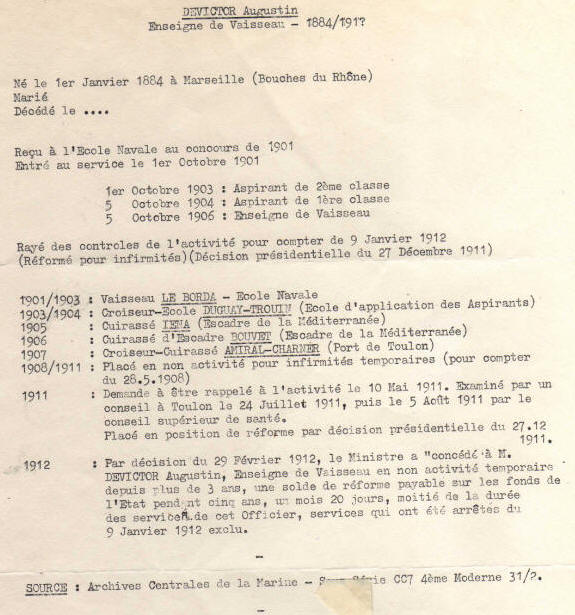 DEVICTOR Augustin
Enseigne de Vaisseau - 1884/191?
Né le 1er Janvier 1884 à Marseille (Bouches du Rhône)
Marié
Décédé le ....
Reçu à l'Ecole Navale au concours de 1901
Entré au service le 1er Octobre 1901
1er Octobre 1903 : Aspirant de 2ème classe
5 Octobre 1904 : Aspirant de 1ère classe
5 Octobre 1906 : Enseigne de Vaisseau
Rayé des controles de l'activité pour compter de 9 Janvier 1912
(Réformé pour infirmités)(Décision présidentielle du 27 Décembre 1911)
1901/1903 : Vaisseau LE BORDA - Ecole Navale
1903/1904 : Croiseur-Ecole DUGUAY-TROUIN (Ecole d'application des Aspirants)
1905 : Cuirassé IENA (Escadre de la Méditerranée)
1906 : Cuirassé d'Escadre BOUVET (Escadre de la Méditerranée)
1907 : Croiseur-Cuirassé AMIRAL-CHARNER (Port de Toulon)
1908/1911 : Placé en non activité pour infirmités temporaires (pour compter
du 28.5.1908)
1911 : Demande à être rappelé à l'activité le 10 Mai 1911. Examiné par un
conseil à Toulon le 24 Juillet 1911, puis le 5 Août 1911 par le
conseil supérieur de santé.
Placé en position de réforme par décision présidentielle du 27.12
1911.
1912 : Par décision du 29 Février 1912, le Ministre a "concédé à M.
DEVICTOR Augustin, Enseigne de Vaisseau en non activité temporaire
depuis plus de 3 ans, une solde de réforme payable sur les fonds de
l'Etat pendant cinq ans, un mois 20 jours, moitié de la durée
des services de cet Officier, services qui ont été arrêtés du
9 Janvier 1912 exclu.
-
SOURCE : Archives Centrales de la Marine - Série CC7 4ème Moderne 31/2.
-